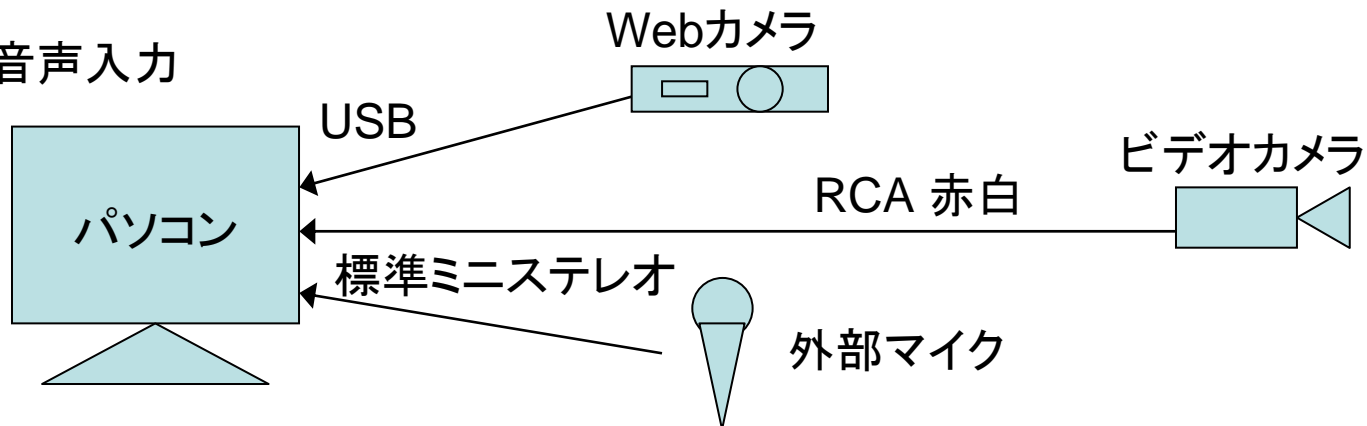 Webカメラ
音声入力
USB
ビデオカメラ
RCA 赤白
パソコン
標準ミニステレオ
外部マイク